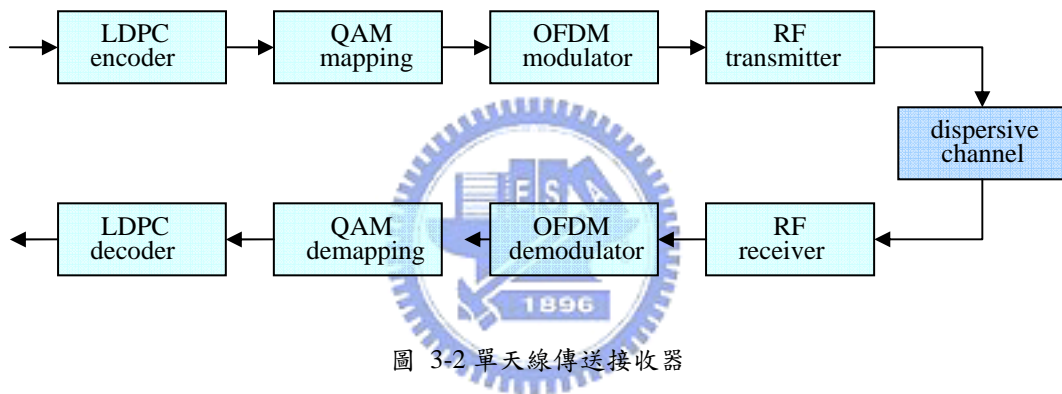 LDPC
encoder
QAM
mapping
OFDM
modulator
RF
transmitter
dispersive
channel
LDPC
decoder
QAM
demapping
OFDM
demodulator
RF
receiver
E S A
1896
圖 3-2 單天線傳送接收器